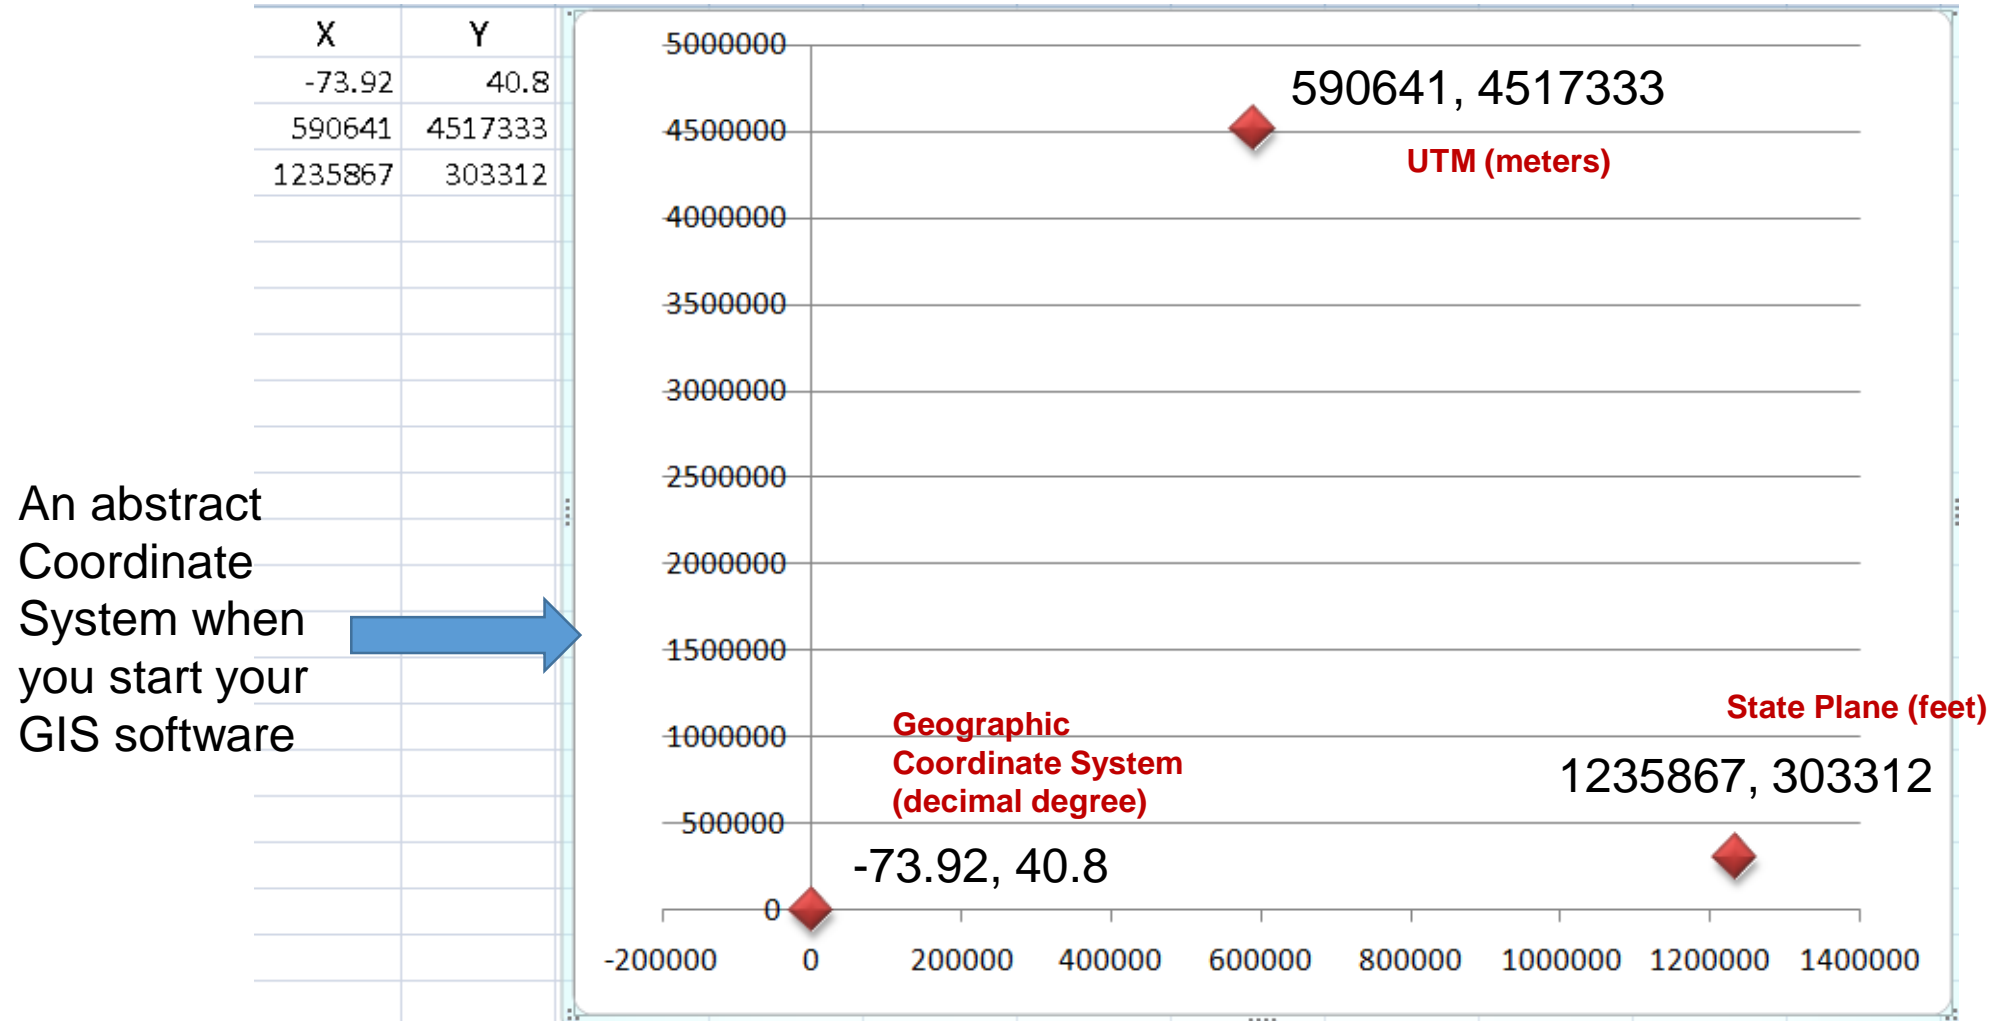 X Y
-73.92 40.8
590641 4517333
1235867 303312
An abstract
Coordinate
System when
you start your
GIS software
5000000
4500000
4000000
3500000
3000000
2500000
2000000
1500000
1000000
500000
0
590641, 4517333
UTM (meters)
State Plane (feet)
1235867, 303312
Geographic
Coordinate System
(decimal degree)
-73.92, 40.8
-200000 0 200000 400000 600000 800000 1000000 1200000 1400000